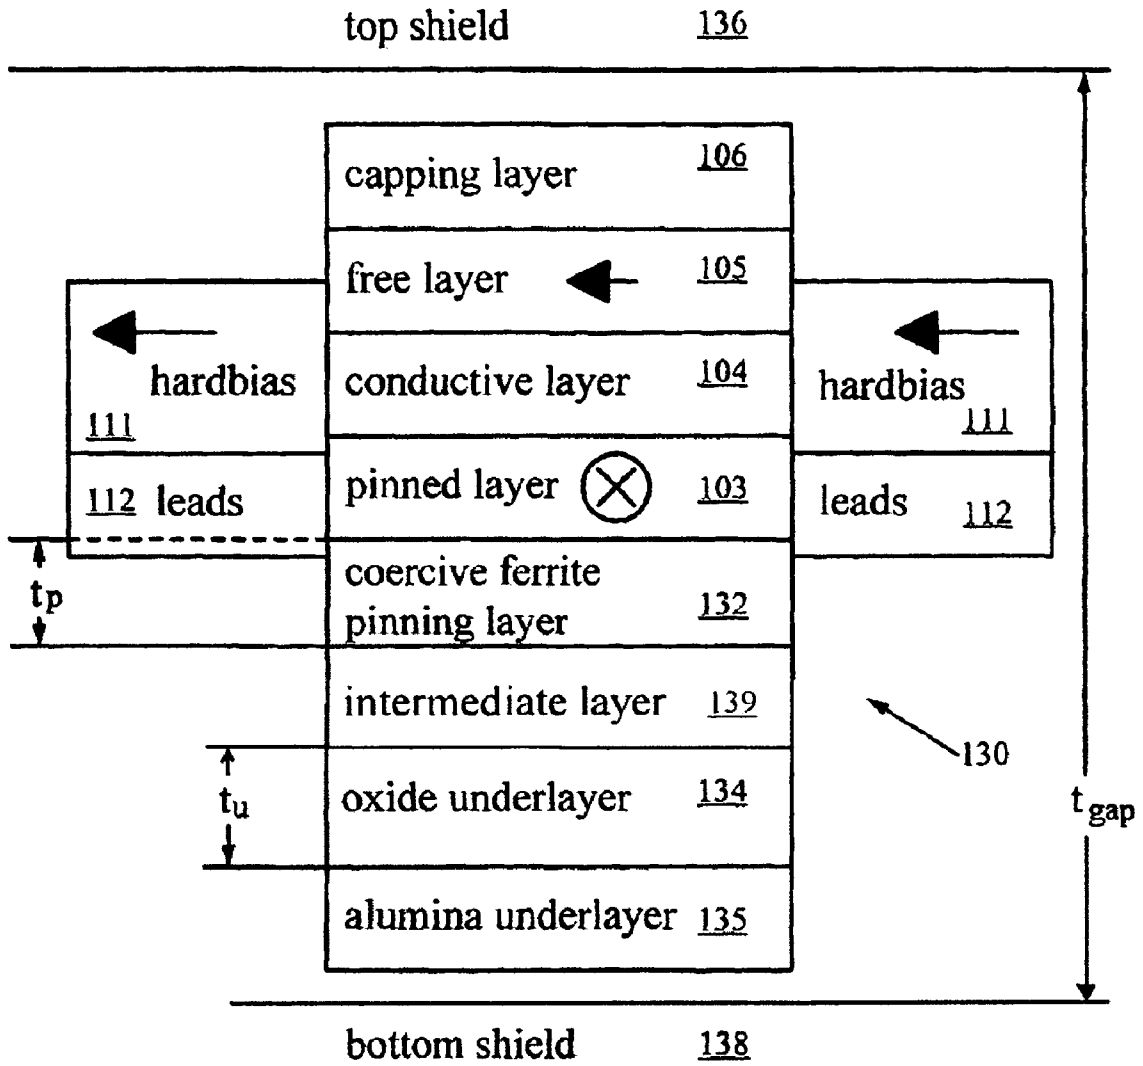 top shield 136
capping layer 106
free layer 105
hardbias 111
conductive layer 104
hardbias 111
112 leads
pinned layer 103
leads 112
tp
coercive ferrite
pinning layer 132
intermediate layer 139
130
tu
oxide underlayer 134
tgap
alumina underlayer 135
bottom shield 138